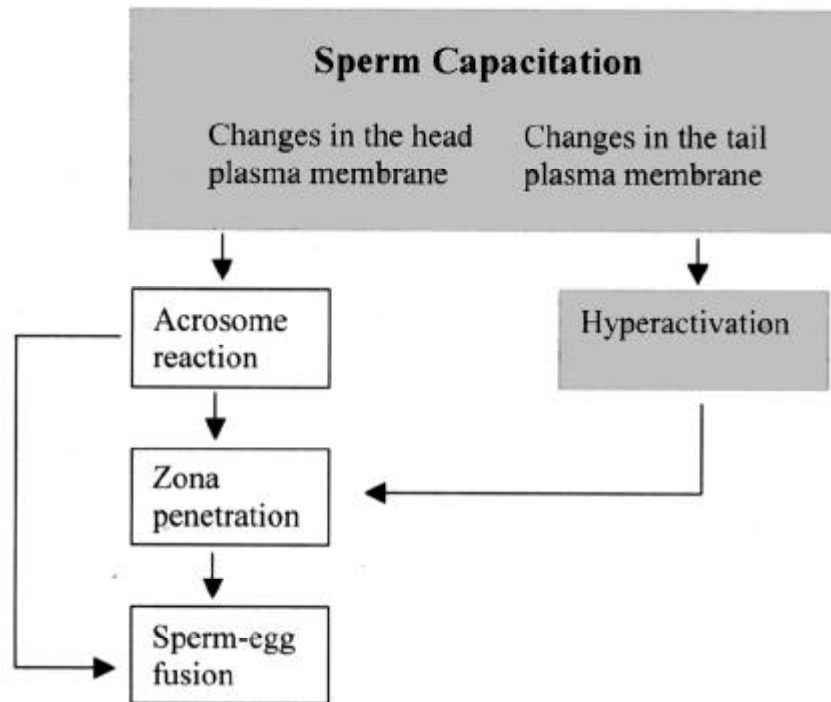 Sperm Capacitation
Changes in the head
plasma membrane
Changes in the tail
plasma membrane
Acrosome
reaction
Hyperactivation
Zona
penetration
Sperm-egg
fusion